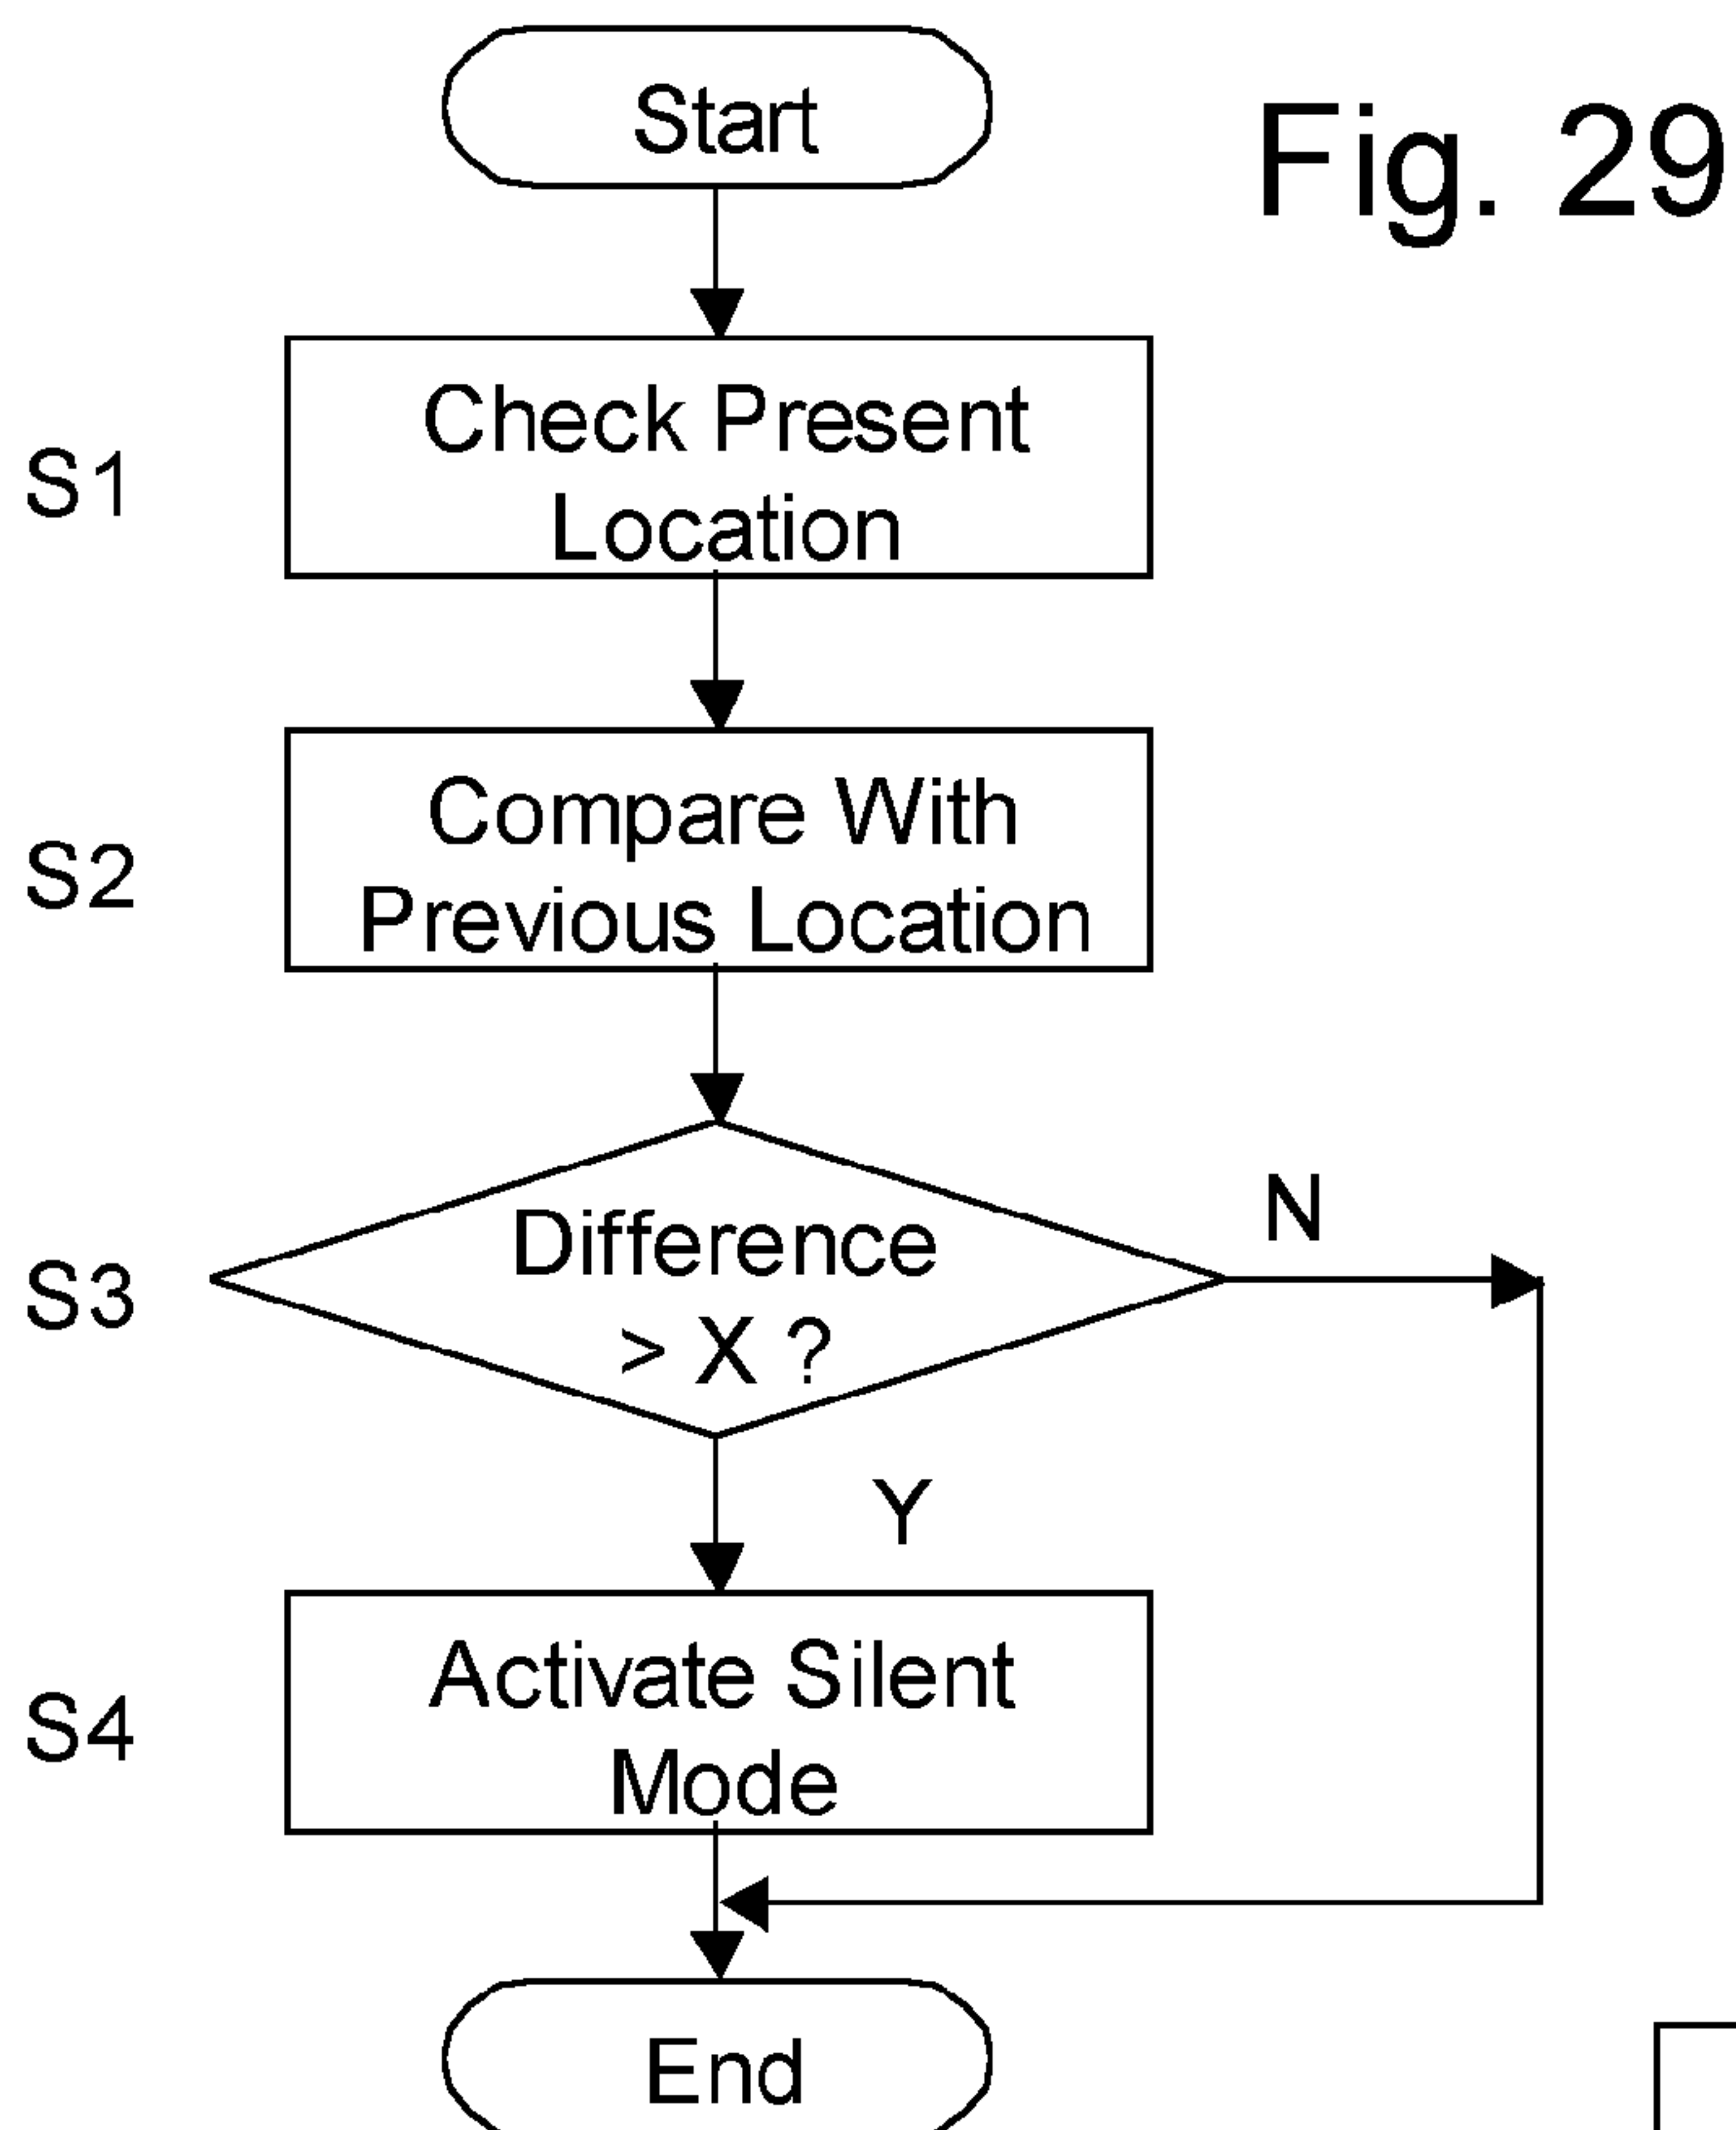 Start
Fig. 29
S1
Check Present
Location
S2
Compare With
Previous Location
S3
Difference
> X ?
N
Y
S4
Activate Silent
Mode
End